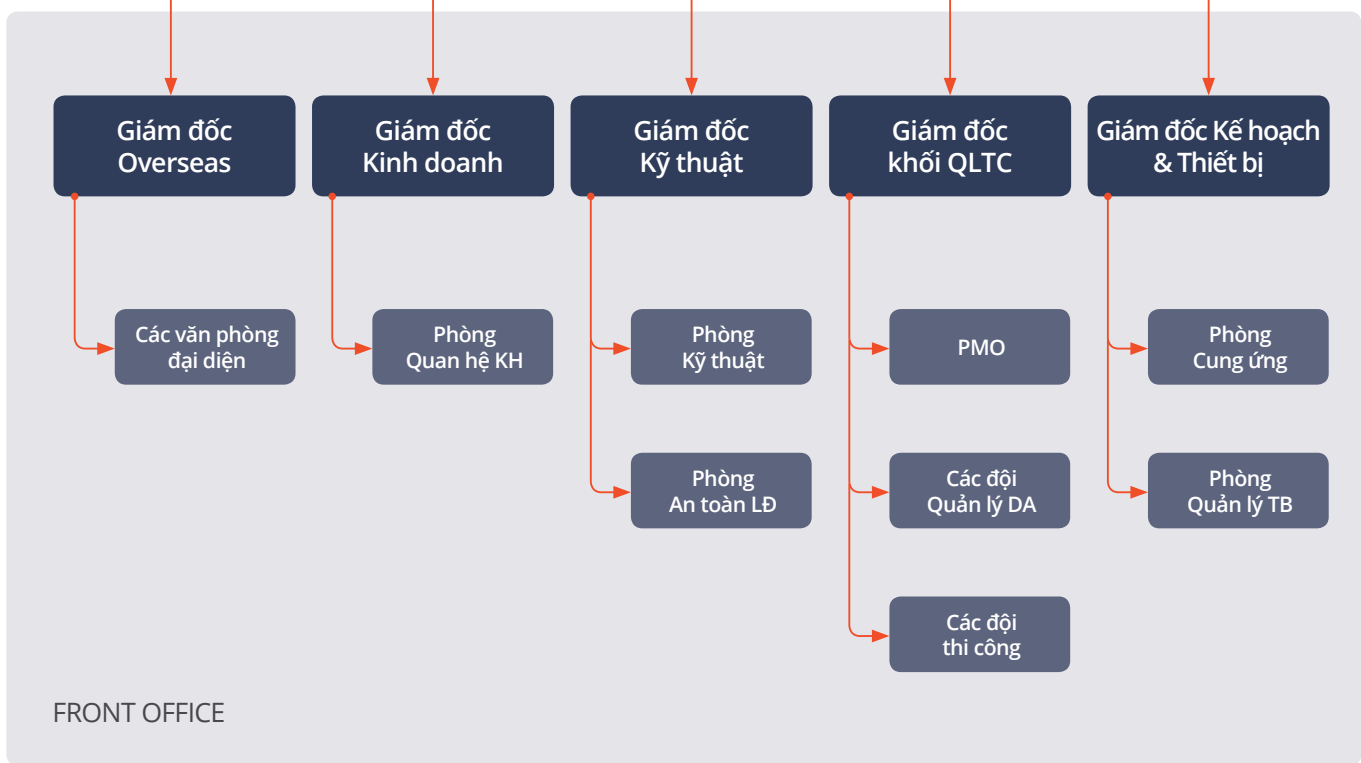 Giám đốc
Overseas
Giám đốc
Kinh doanh
Giám đốc
Kỹ thuật
Giám đốc
khối QLTC
Giám đốc Kế hoạch
& Thiết bị
Các văn phòng
đại diện
Phòng
Quan hệ KH
Phòng
Kỹ thuật
PMO
Phòng
Cung ứng
Phòng
An toàn LĐ
Các đội
Quản lý DA
Phòng
Quản lý TB
Các đội
thi công
FRONT OFFICE